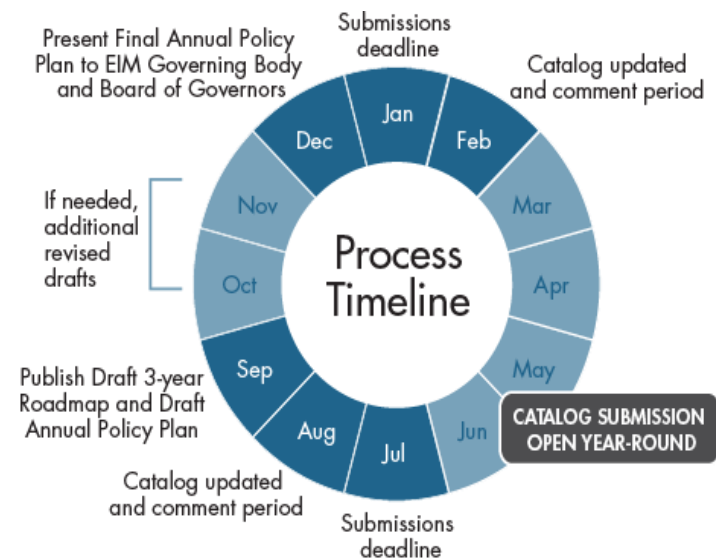 Present Final Annual Policy
Plan to EIM Governing Body
and Board of Governors
Submissions
deadline
Catalog updated
and comment period
Jan
Feb
Mar
Apr
May
Jun
Jul
Aug
Sep
Oct
Nov
Dec
Process
Timeline
If needed,
additional
revised
drafts
Publish Draft 3-year
Roadmap and Draft
Annual Policy Plan
CATALOG SUBMISSION
OPEN YEAR-ROUND
Catalog updated
and comment period
Submissions
deadline